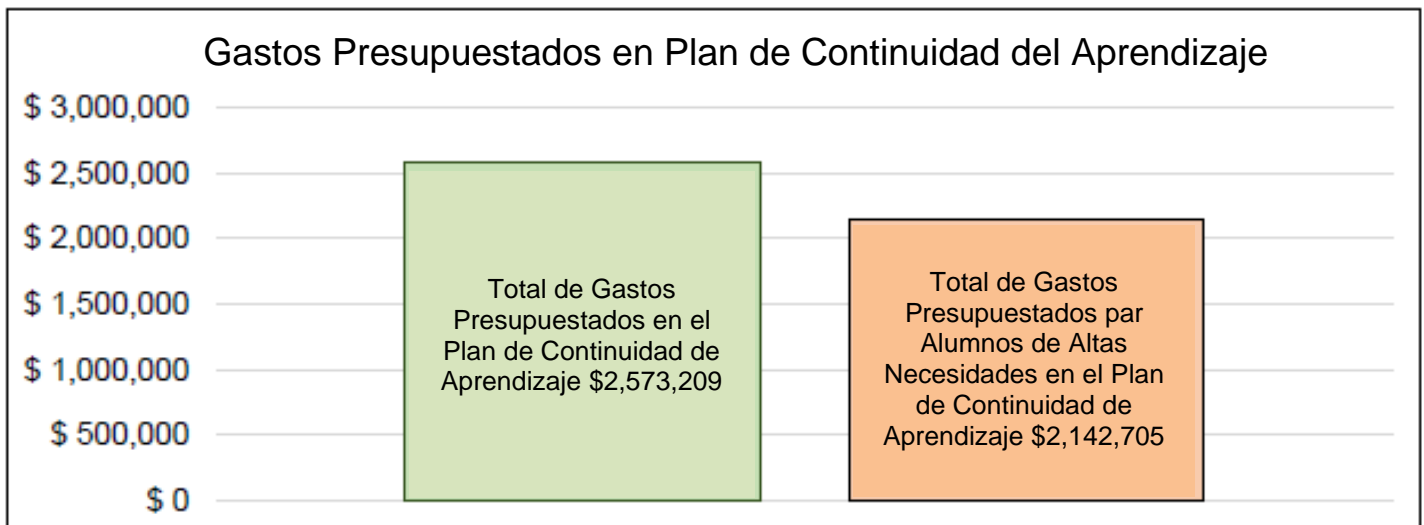 Gastos Presupuestados en Plan de Continuidad del Aprendizaje
$ 3,000,000
$ 2,500,000
$ 2,000,000
$ 1,500,000
$ 1,000,000
$ 500,000
$ 0
Total de Gastos
Presupuestados en el
Plan de Continuidad de
Aprendizaje $2,573,209
Total de Gastos
Presupuestados par
Alumnos de Altas
Necesidades en el Plan
de Continuidad de
Aprendizaje $2,142,705